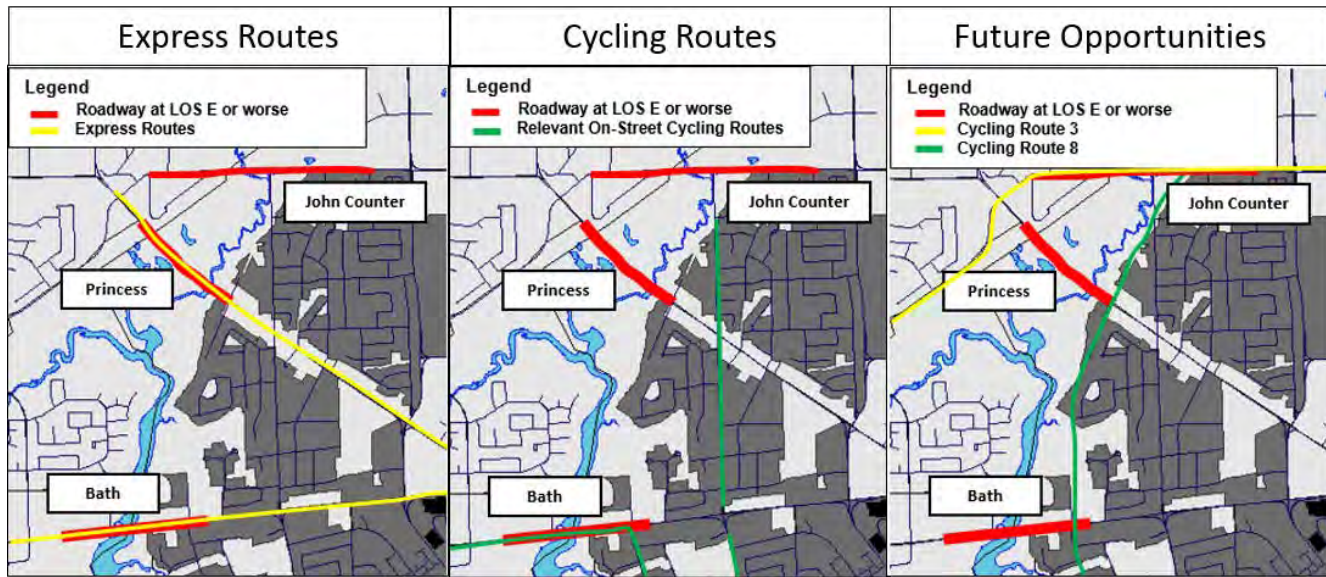 Express Routes
Legend
Roadway at LOS E or worse
Express Routes
John Counter
Princess
Bath
Cycling Routes
Legend
Roadway at LOS E or worse
Relevant On-Street Cycling Routes
John Counter
Princess
Bath
Future Opportunities
Legend
Roadway at LOS E or worse
Cycling Route 3
Cycling Route 8
John Counter
Princess
Bath